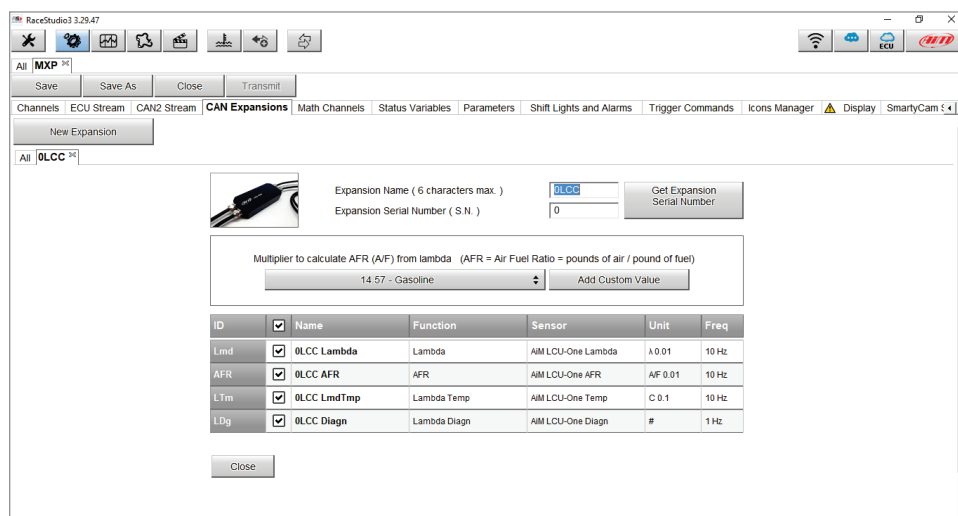 RaceStudio3 3.29.47
ECU
AiM
All MXP
Save Save As Close Transmit
Channels ECU Stream CAN2 Stream CAN Expansions Math Channels Status Variables Parameters Shift Lights and Alarms Trigger Commands Icons Manager Display SmartyCam
New Expansion
All 0LCC
Expansion Name ( 6 characters max. ) 0LCC Get Expansion
Expansion Serial Number ( S.N. ) 0 Serial Number
Multiplier to calculate AFR (A/F) from lambda (AFR = Air Fuel Ratio = pounds of air / pound of fuel)
14.57 - Gasoline Add Custom Value
ID Name Function Sensor Unit Freq
Lmd 0LCC Lambda Lambda AiM LCU-One Lambda λ 0.01 10 Hz
AFR 0LCC AFR AFR AiM LCU-One AFR A/F 0.01 10 Hz
LTm 0LCC LmdTmp Lambda Temp AiM LCU-One Temp C 0.1 10 Hz
LDg 0LCC Diagn Lambda Diagn AiM LCU-One Diagn # 1 Hz
Close